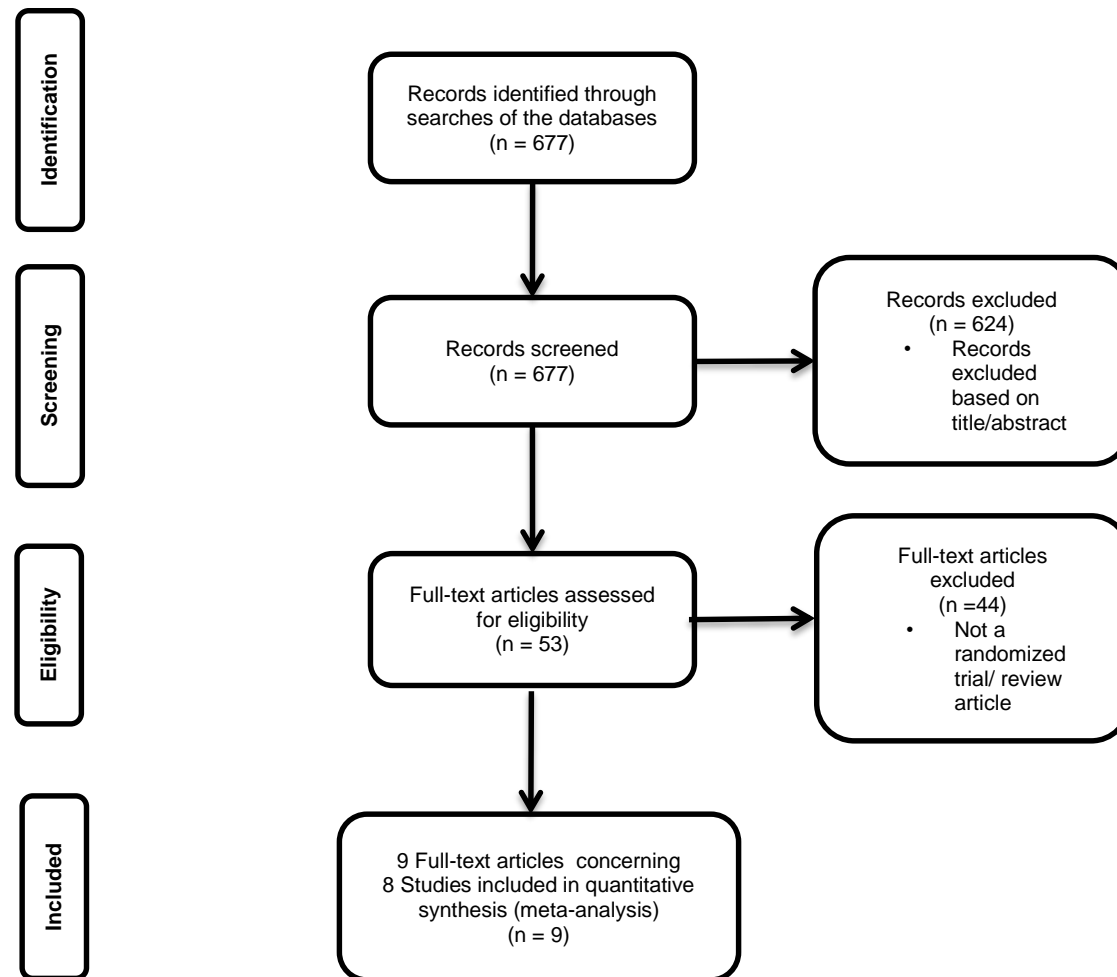 Identification
Records identified through
searches of the databases
(n = 677)
Screening
Records screened
(n = 677)
Records excluded
(n = 624)
• Records
excluded
based on
title/abstract
Eligibility
Full-text articles assessed
for eligibility
(n = 53)
Full-text articles
excluded
(n =44)
• Not a
randomized
trial/ review
article
Included
9 Full-text articles concerning
8 Studies included in quantitative
synthesis (meta-analysis)
(n = 9)